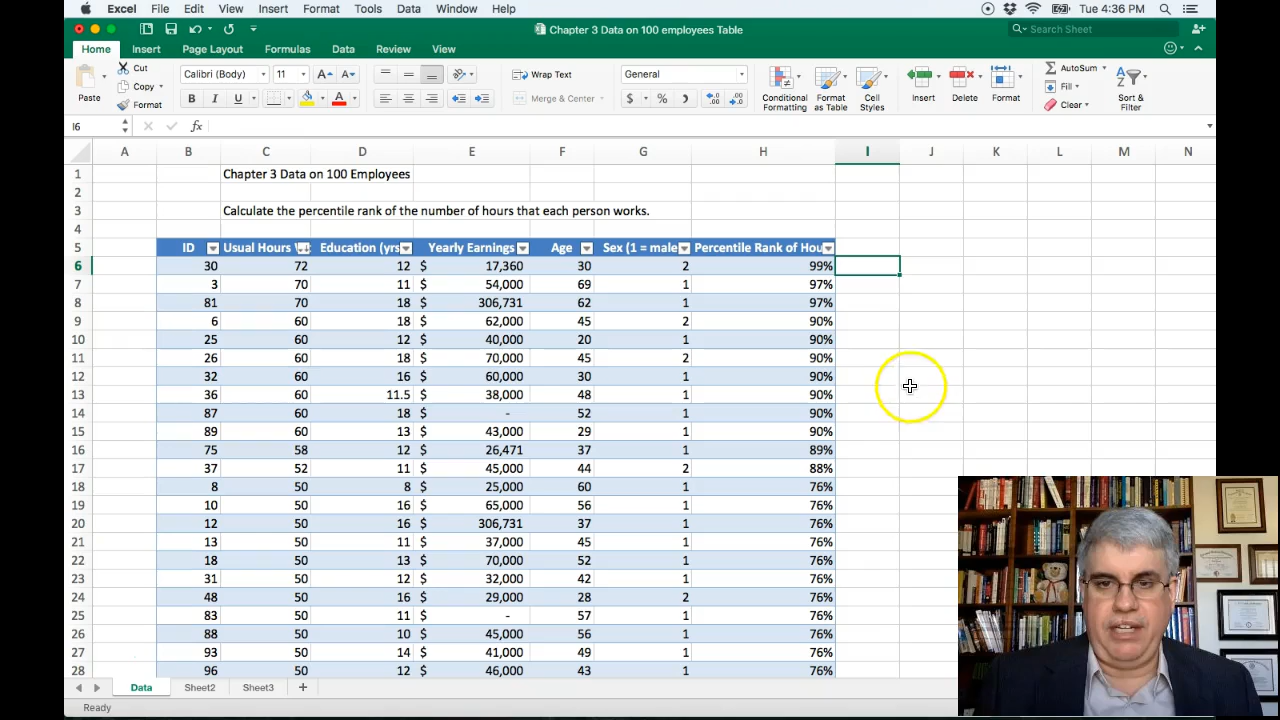 Excel File Edit View Insert Format Tools Data Window Help Tue 4:36 PM
Chapter 3 Data on 100 employees Table Search Sheet
Home Insert Page Layout Formulas Data Review View
Cut Calibri (Body) 11 A A Wrap Text General AutoSum
Copy Fill
Paste Format B I U A Merge & Center $ % Conditional Formatting Format as Table Cell Styles Insert Delete Format Clear Sort & Filter
I6 fx
A B C D E F G H I J K L M N
1 Chapter 3 Data on 100 Employees
2
3 Calculate the percentile rank of the number of hours that each person works.
4
5 ID Usual Hours Education (yrs Yearly Earnings Age Sex (1 = male Percentile Rank of Hou
6 30 72 12 $ 17,360 30 2 99%
7 3 70 11 $ 54,000 69 1 97%
8 81 70 18 $ 306,731 62 1 97%
9 6 60 18 $ 62,000 45 2 90%
10 25 60 12 $ 40,000 20 1 90%
11 26 60 18 $ 70,000 45 2 90%
12 32 60 16 $ 60,000 30 1 90%
13 36 60 11.5 $ 38,000 48 1 90%
14 87 60 18 $ - 52 1 90%
15 89 60 13 $ 43,000 29 1 90%
16 75 58 12 $ 26,471 37 1 89%
17 37 52 11 $ 45,000 44 2 88%
18 8 50 8 $ 25,000 60 1 76%
19 10 50 16 $ 65,000 56 1 76%
20 12 50 16 $ 306,731 37 1 76%
21 13 50 11 $ 37,000 45 1 76%
22 18 50 13 $ 70,000 52 1 76%
23 31 50 12 $ 32,000 42 1 76%
24 48 50 16 $ 29,000 28 2 76%
25 83 50 11 $ - 57 1 76%
26 88 50 10 $ 45,000 56 1 76%
27 93 50 14 $ 41,000 49 1 76%
28 96 50 12 $ 46,000 43 1 76%
Data Sheet2 Sheet3 +
Ready